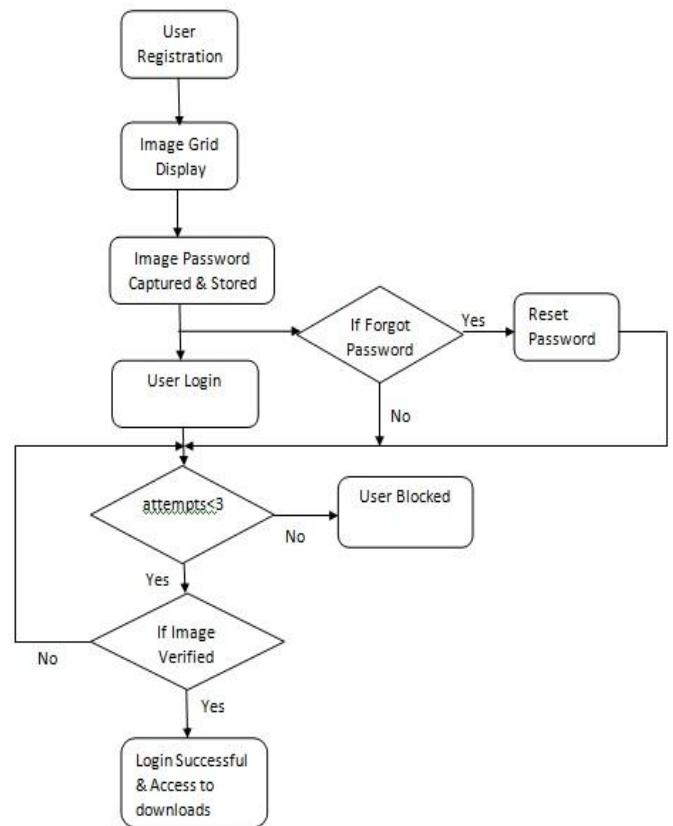 User
Registration
Image Grid
Display
Image Password
Captured & Stored
If Forgot
Password
Yes
Reset
Password
User Login
No
attempts<3
No
User Blocked
Yes
If Image
Verified
No
Yes
Login Successful
& Access to
downloads